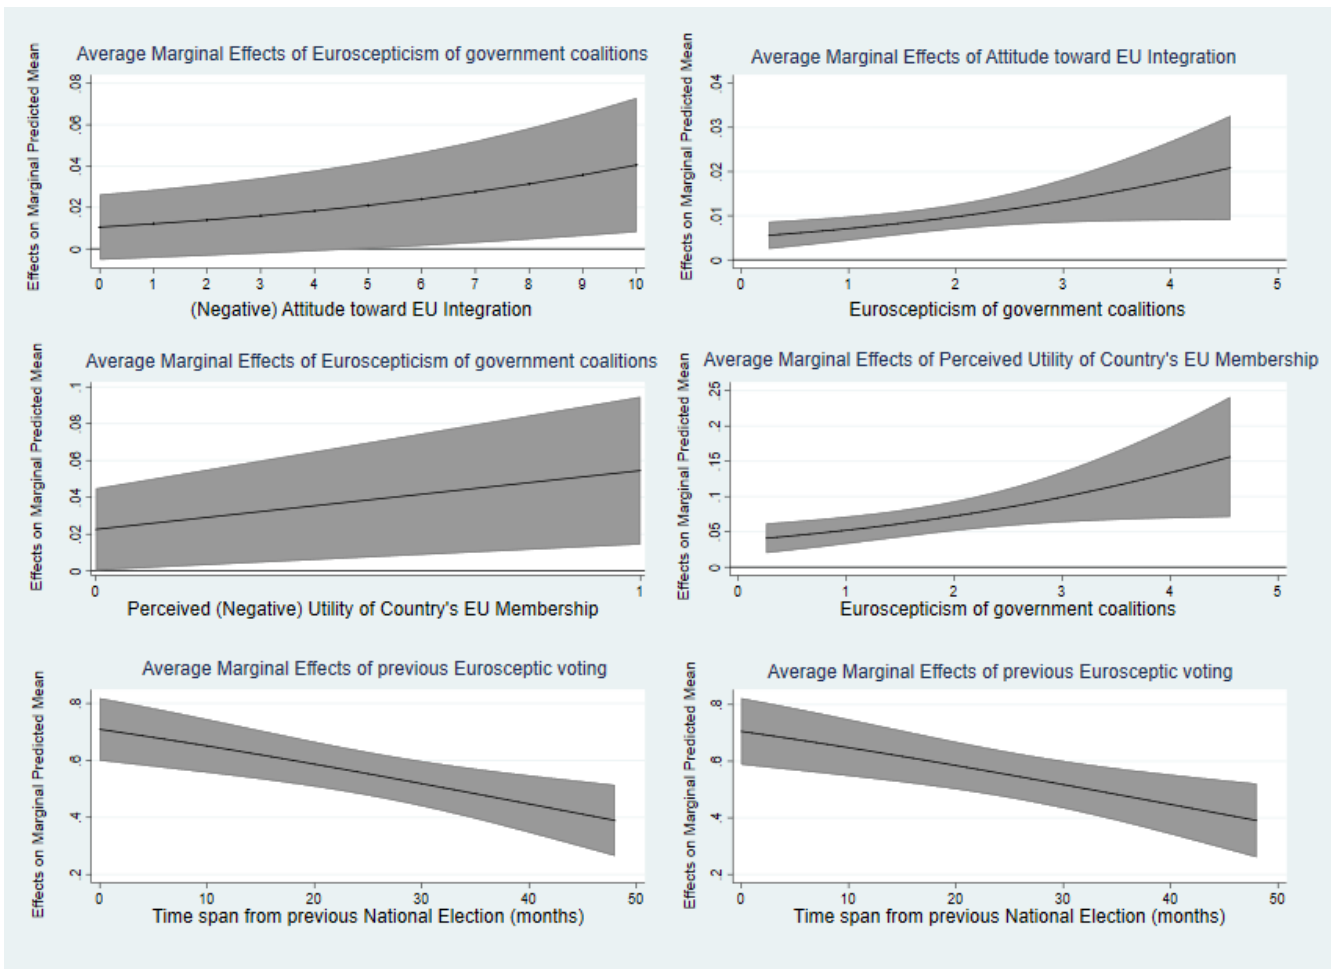 Average Marginal Effects of Euroscepticism of government coalitions
Effects on Marginal Predicted Mean
.08
.06
.04
.02
0
0 1 2 3 4 5 6 7 8 9 10
(Negative) Attitude toward EU Integration
Average Marginal Effects of Attitude toward EU Integration
Effects on Marginal Predicted Mean
.04
.03
.02
.01
0
0 1 2 3 4 5
Euroscepticism of government coalitions
Average Marginal Effects of Euroscepticism of government coalitions
Effects on Marginal Predicted Mean
.1
.08
.06
.04
.02
0
0 1
Perceived (Negative) Utility of Country's EU Membership
Average Marginal Effects of Perceived Utility of Country's EU Membership
Effects on Marginal Predicted Mean
.25
.2
.15
.1
.05
0
0 1 2 3 4 5
Euroscepticism of government coalitions
Average Marginal Effects of previous Eurosceptic voting
Effects on Marginal Predicted Mean
.8
.6
.4
.2
0 10 20 30 40 50
Time span from previous National Election (months)
Average Marginal Effects of previous Eurosceptic voting
Effects on Marginal Predicted Mean
.8
.6
.4
.2
0 10 20 30 40 50
Time span from previous National Election (months)